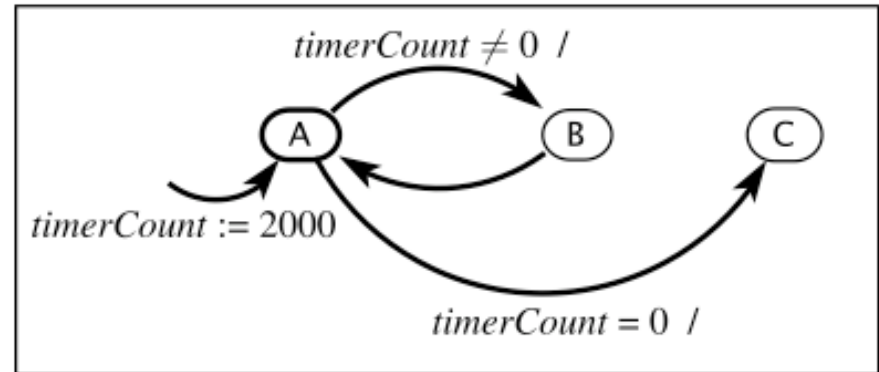 timerCount ≠ 0 /
A
B
C
timerCount := 2000
timerCount = 0 /